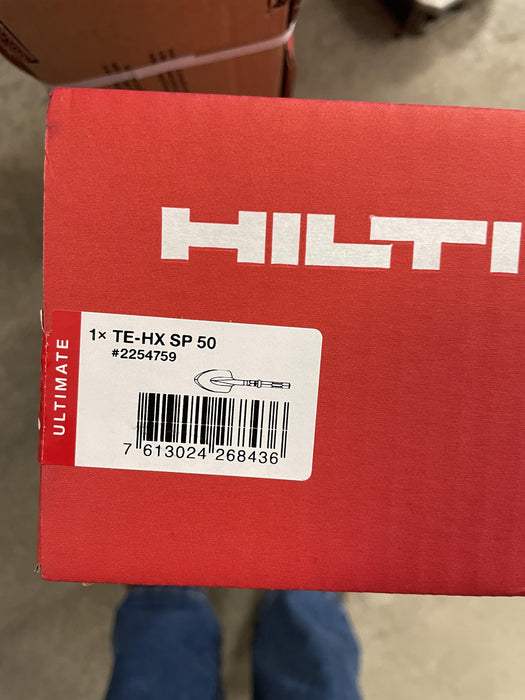 HILTI
ULTIMATE
1× TE-HX SP 50
#2254759
7 613024 268436